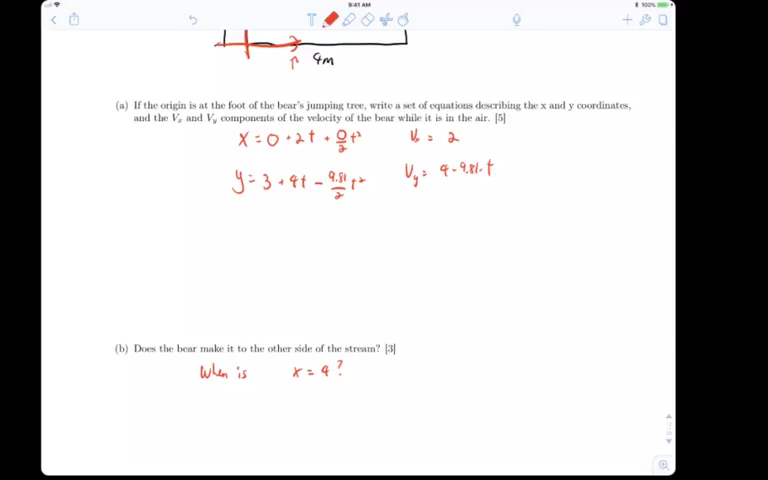 9:41 AM
100%
T
4m
(a) If the origin is at the foot of the bear's jumping tree, write a set of equations describing the x and y coordinates,
and the Vx and Vy components of the velocity of the bear while it is in the air. [5]
x = 0 + 2t + 0/2 t² Vx = 2
y = 3 + 4t - 9.81/2 t² Vy = 4 - 9.81·t
(b) Does the bear make it to the other side of the stream? [3]
When is x = 4?